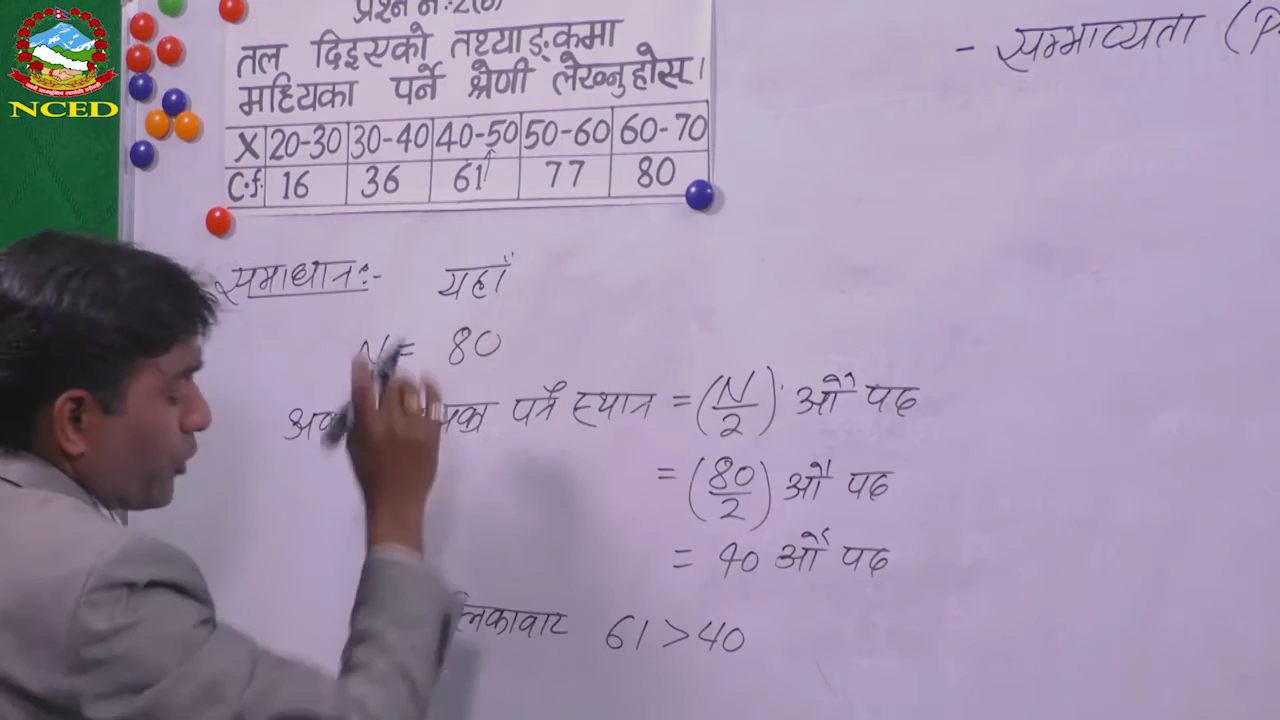 NCED
प्रश्न नं. 2(b)
तल दिइएको तथ्याङ्कमा
मध्यिका पर्ने श्रेणी लेख्नुहोस् ।
X 20-30 30-40 40-50 50-60 60-70
c.f. 16 36 61 77 80
- सम्भाव्यता (P
समाधानः- यहाँ
N = 80
पर्ने स्थान = (N/2) औँ पद
= (80/2) औँ पद
= 40 औँ पद
61 > 40